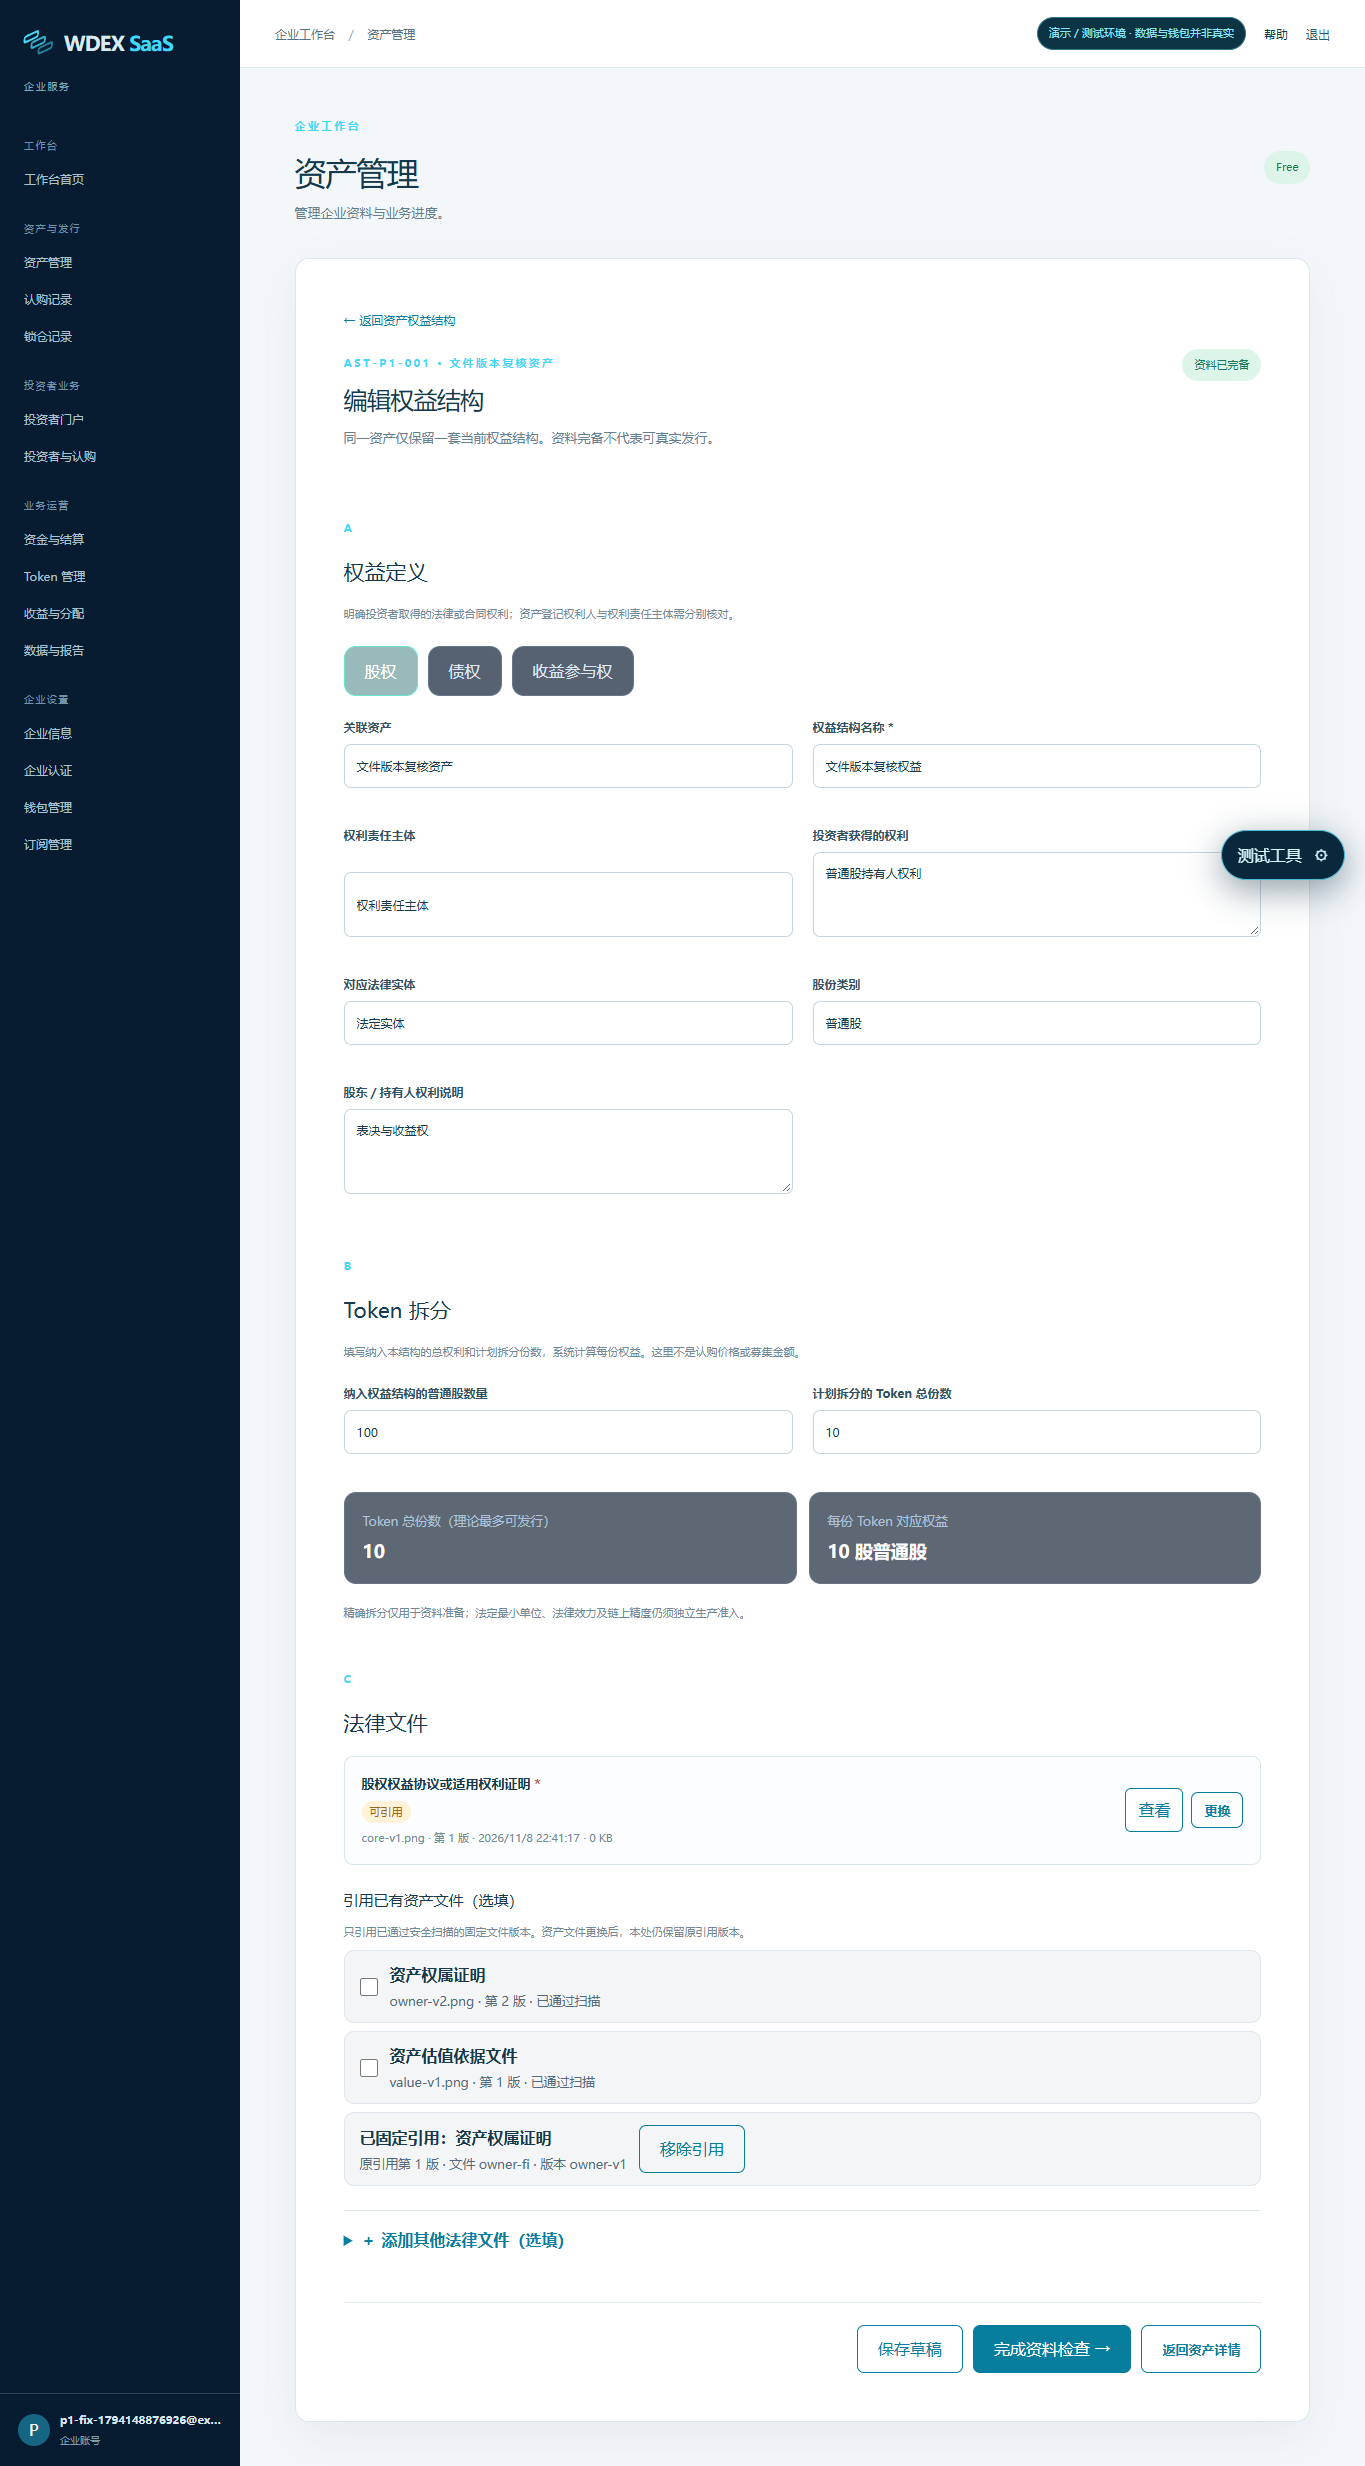 WDEX SaaS
企业服务
工作台
工作台首页
资产与发行
资产管理
认购记录
锁仓记录
投资者业务
投资者门户
投资者与认购
业务运营
资金与结算
Token 管理
收益与分配
数据与报告
企业设置
企业信息
企业认证
钱包管理
订阅管理
P
p1-fix-1794148876926@ex...
企业账号
企业工作台 / 资产管理
演示 / 测试环境 · 数据与钱包并非真实
帮助
退出
企业工作台
资产管理
Free
管理企业资料与业务进度。
← 返回资产权益结构
AST-P1-001 • 文件版本复核资产
资料已完备
编辑权益结构
同一资产仅保留一套当前权益结构。资料完备不代表可真实发行。
A
权益定义
明确投资者取得的法律或合同权利；资产登记权利人与权利责任主体需分别核对。
股权
债权
收益参与权
关联资产
权益结构名称 *
文件版本复核资产
文件版本复核权益
权利责任主体
投资者获得的权利
权利责任主体
普通股持有人权利
测试工具 ⚙
对应法律实体
股份类别
法定实体
普通股
股东 / 持有人权利说明
表决与收益权
B
Token 拆分
填写纳入本结构的总权利和计划拆分份数，系统计算每份权益。这里不是认购价格或募集金额。
纳入权益结构的普通股数量
计划拆分的 Token 总份数
100
10
Token 总份数（理论最多可发行）
10
每份 Token 对应权益
10 股普通股
精确拆分仅用于资料准备；法定最小单位、法律效力及链上精度仍须独立生产准入。
C
法律文件
股权权益协议或适用权利证明 *
可引用
core-v1.png · 第 1 版 · 2026/11/8 22:41:17 · 0 KB
查看
更换
引用已有资产文件（选填）
只引用已通过安全扫描的固定文件版本。资产文件更换后，本处仍保留原引用版本。
资产权属证明
owner-v2.png · 第 2 版 · 已通过扫描
资产估值依据文件
value-v1.png · 第 1 版 · 已通过扫描
已固定引用：资产权属证明
原引用第 1 版 · 文件 owner-fi · 版本 owner-v1
移除引用
▶ + 添加其他法律文件（选填）
保存草稿
完成资料检查 →
返回资产详情